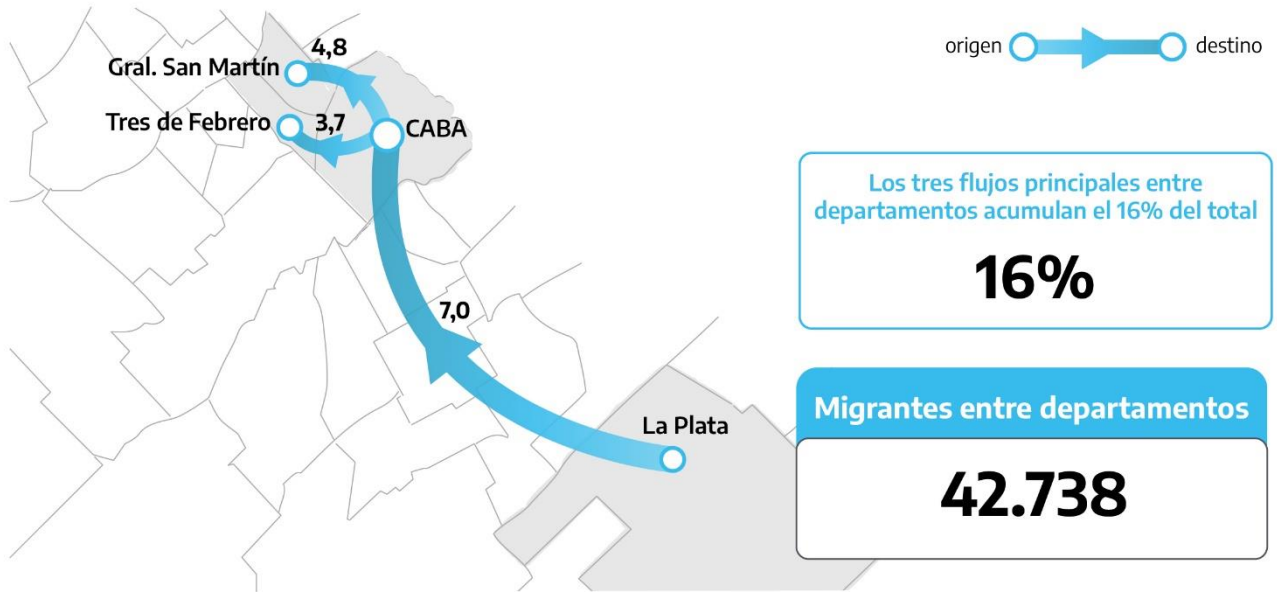 4,8
Gral. San Martín
Tres de Febrero
3,7
CABA
7,0
La Plata
origen
destino
Los tres flujos principales entre
departamentos acumulan el 16% del total
16%
Migrantes entre departamentos
42.738